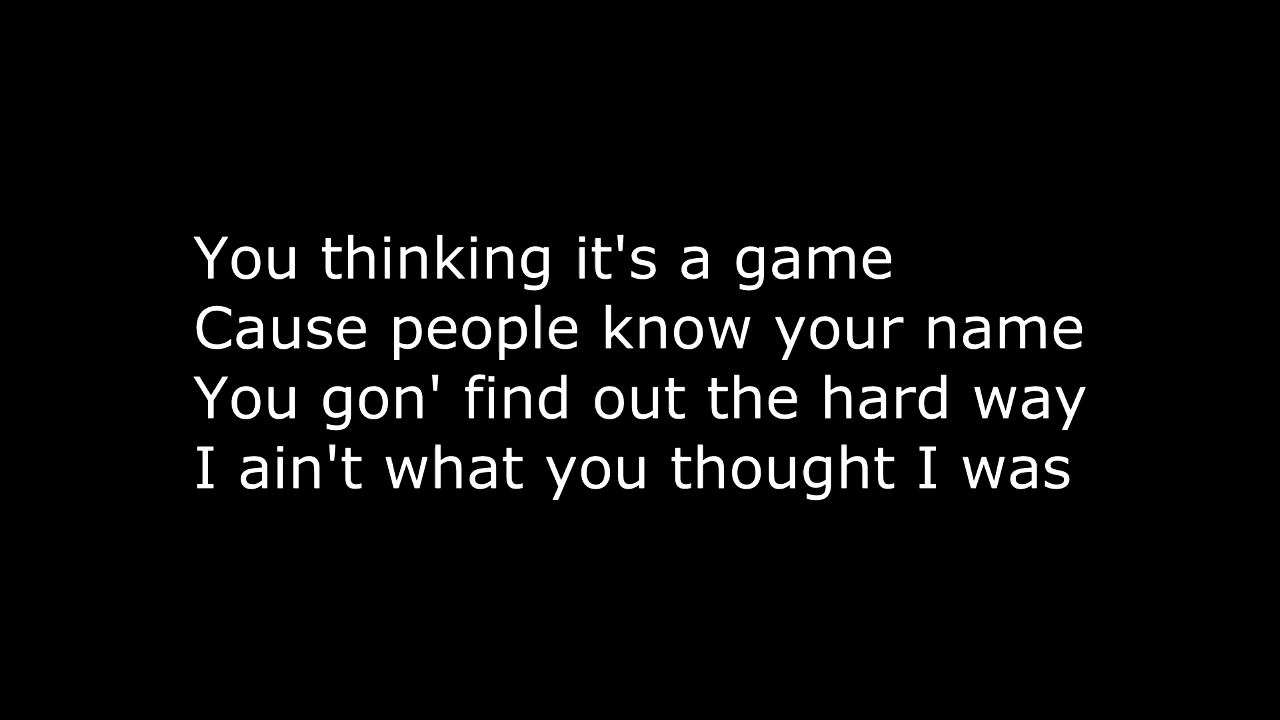 You thinking it's a game
Cause people know your name
You gon' find out the hard way
I ain't what you thought I was